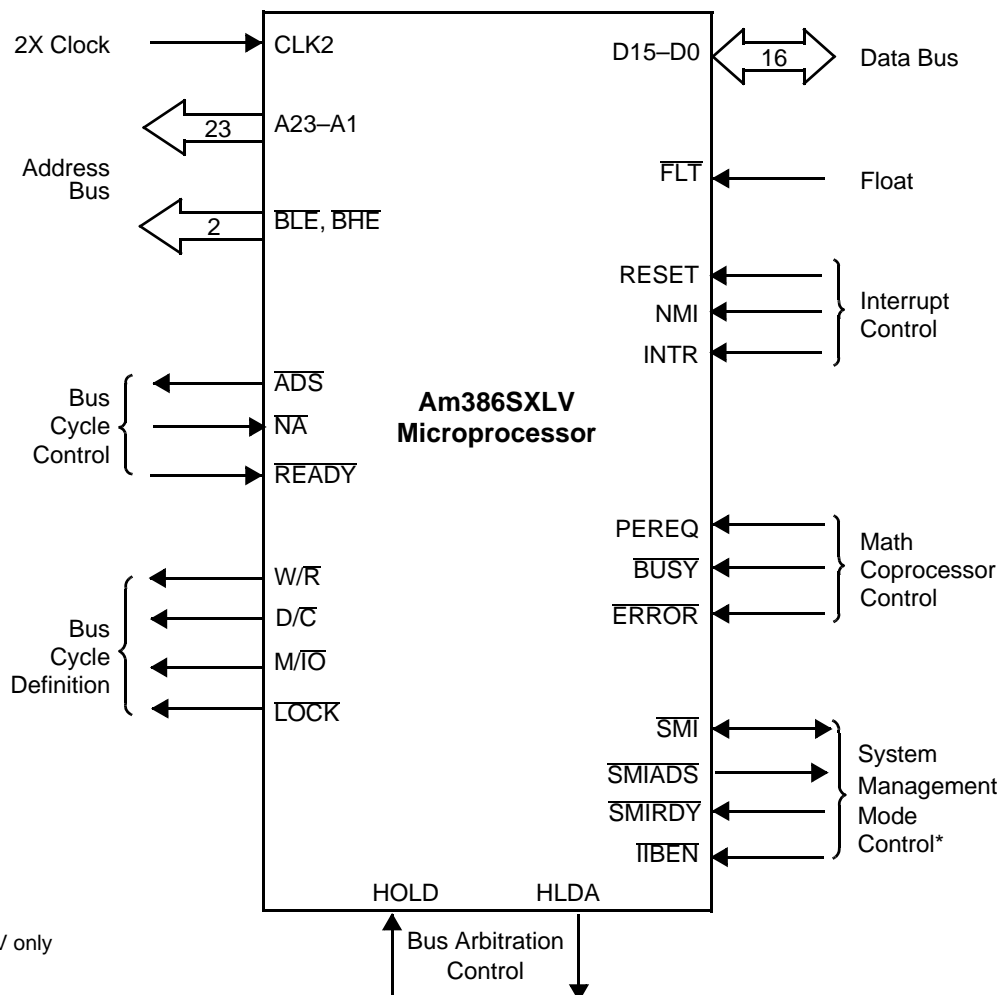 2X Clock
CLK2
D15–D0
16
Data Bus
23
A23–A1
Address
Bus
FLT
Float
2
BLE, BHE
RESET
NMI
INTR
Interrupt
Control
Bus
Cycle
Control
ADS
NA
READY
Am386SXLV
Microprocessor
PEREQ
BUSY
ERROR
Math
Coprocessor
Control
Bus
Cycle
Definition
W/R
D/C
M/IO
LOCK
SMI
SMIADS
SMIRDY
IIBEN
System
Management
Mode
Control*
HOLD
HLDA
Bus Arbitration
Control
only